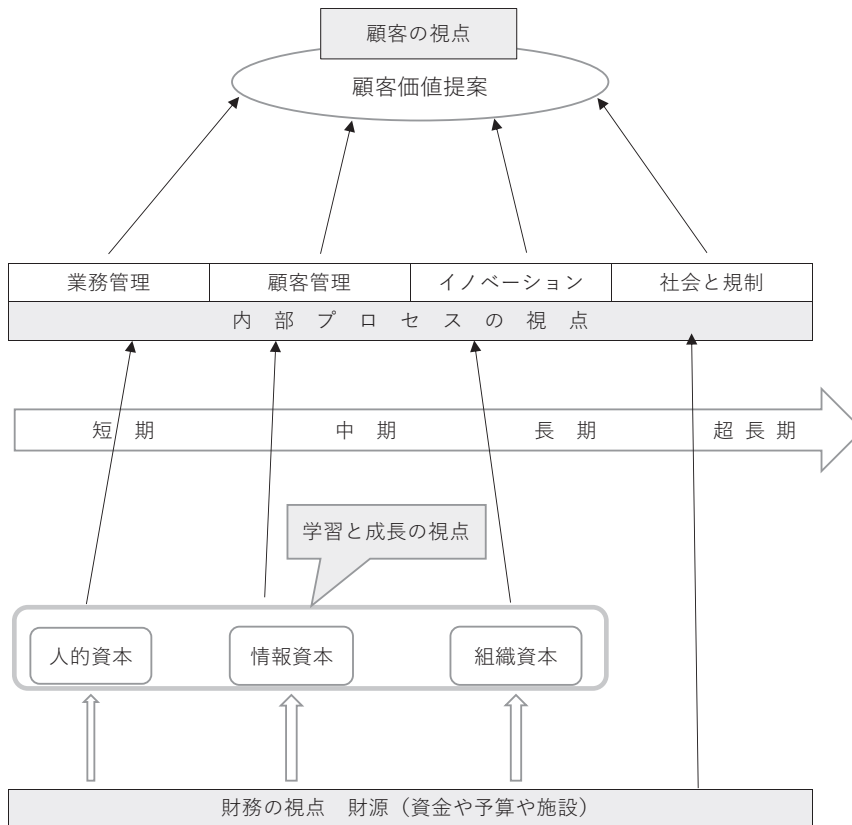 顧客の視点
顧客価値提案
業務管理
顧客管理
イノベーション
社会と規制
内部プロセスの視点
短期
中期
長期
超長期
学習と成長の視点
人的資本
情報資本
組織資本
財務の視点　財源（資金や予算や施設）